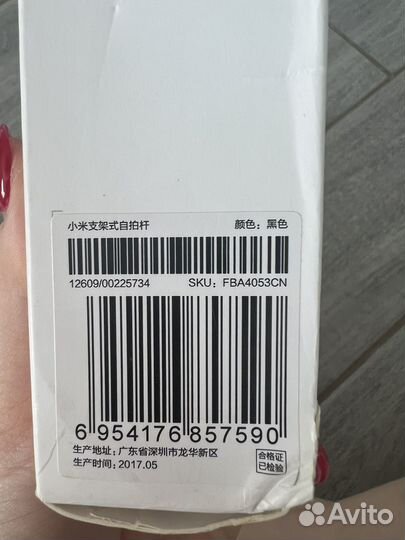 小米支架式自拍杆 颜色：黑色
12609/00225734 SKU：FBA4053CN
6 954176 857590
生产地址：广东省深圳市龙华新区
生产时间：2017.05
合格证
已检验
Avito